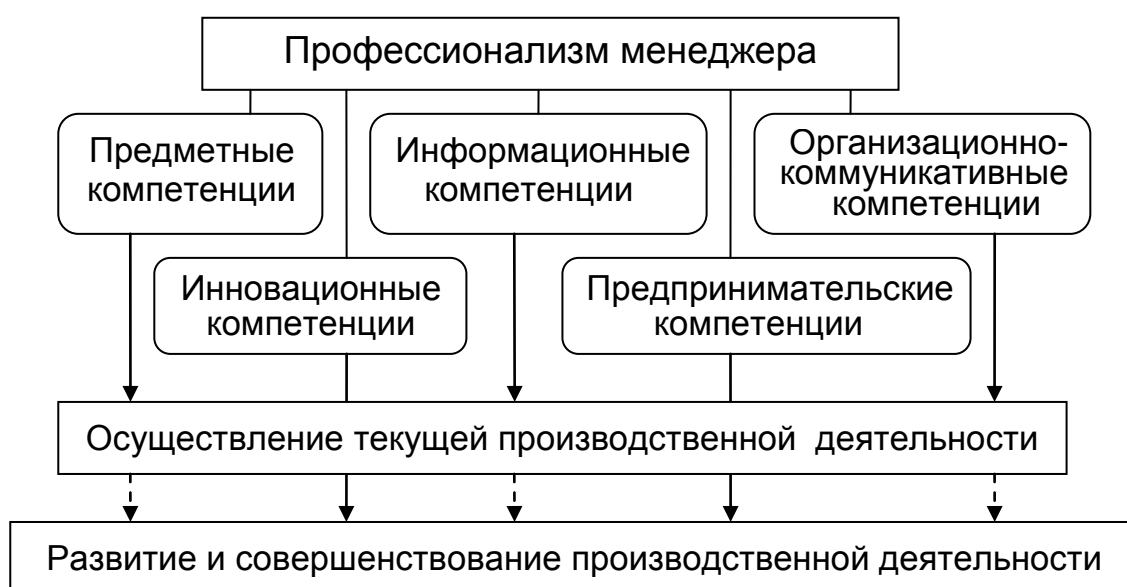 Профессионализм менеджера
Предметные
компетенции
Информационные
компетенции
Организационно-
коммуникативные
компетенции
Инновационные
компетенции
Предпринимательские
компетенции
Осуществление текущей производственной деятельности
Развитие и совершенствование производственной деятельности